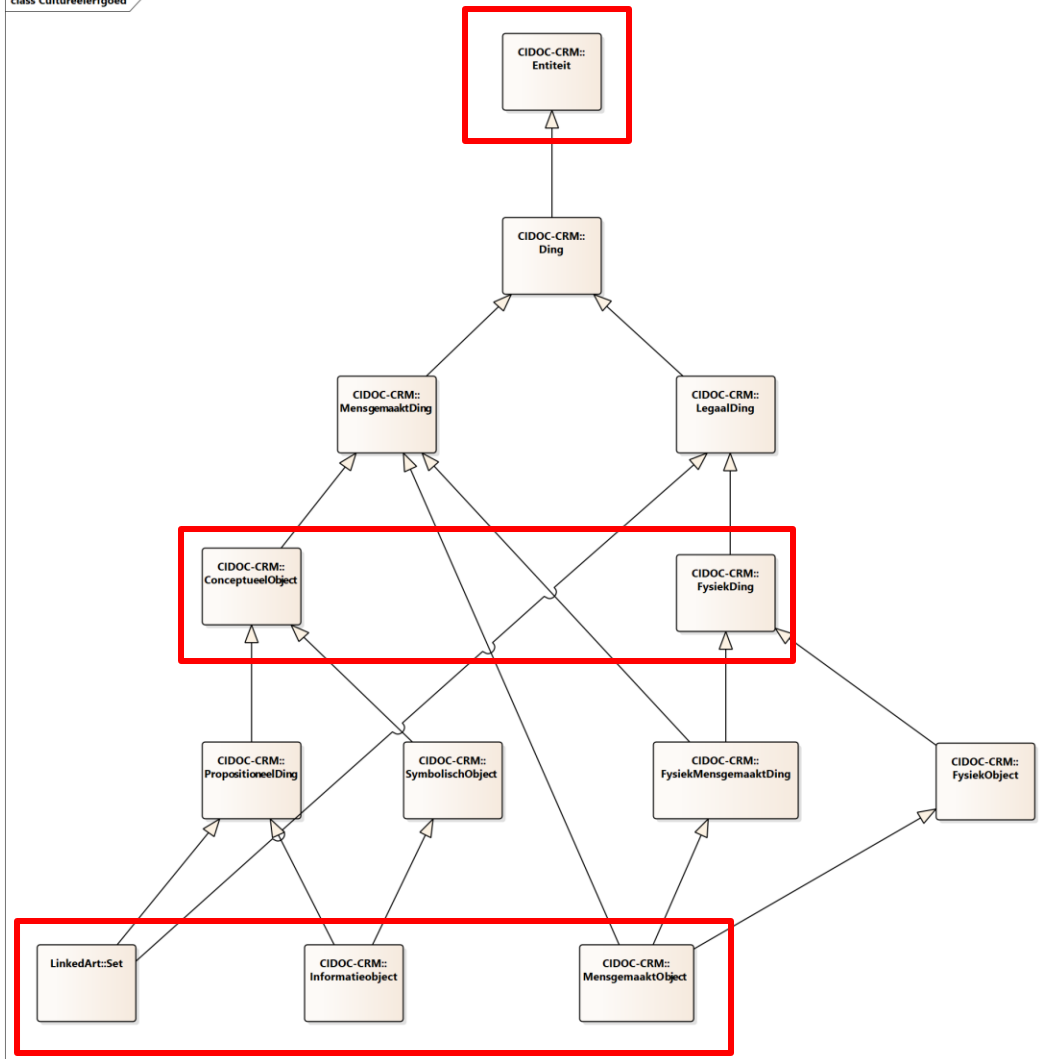 class Cultureelerfgoed
CIDOC-CRM::
Entiteit
CIDOC-CRM::
Ding
CIDOC-CRM::
MensgemaaktDing
CIDOC-CRM::
LegaalDing
CIDOC-CRM::
ConceptueelObject
CIDOC-CRM::
FysiekDing
CIDOC-CRM::
PropositioneelDing
CIDOC-CRM::
SymbolischObject
CIDOC-CRM::
FysiekMensgemaaktDing
CIDOC-CRM::
FysiekObject
LinkedArt::Set
CIDOC-CRM::
Informatieobject
CIDOC-CRM::
MensgemaaktObject